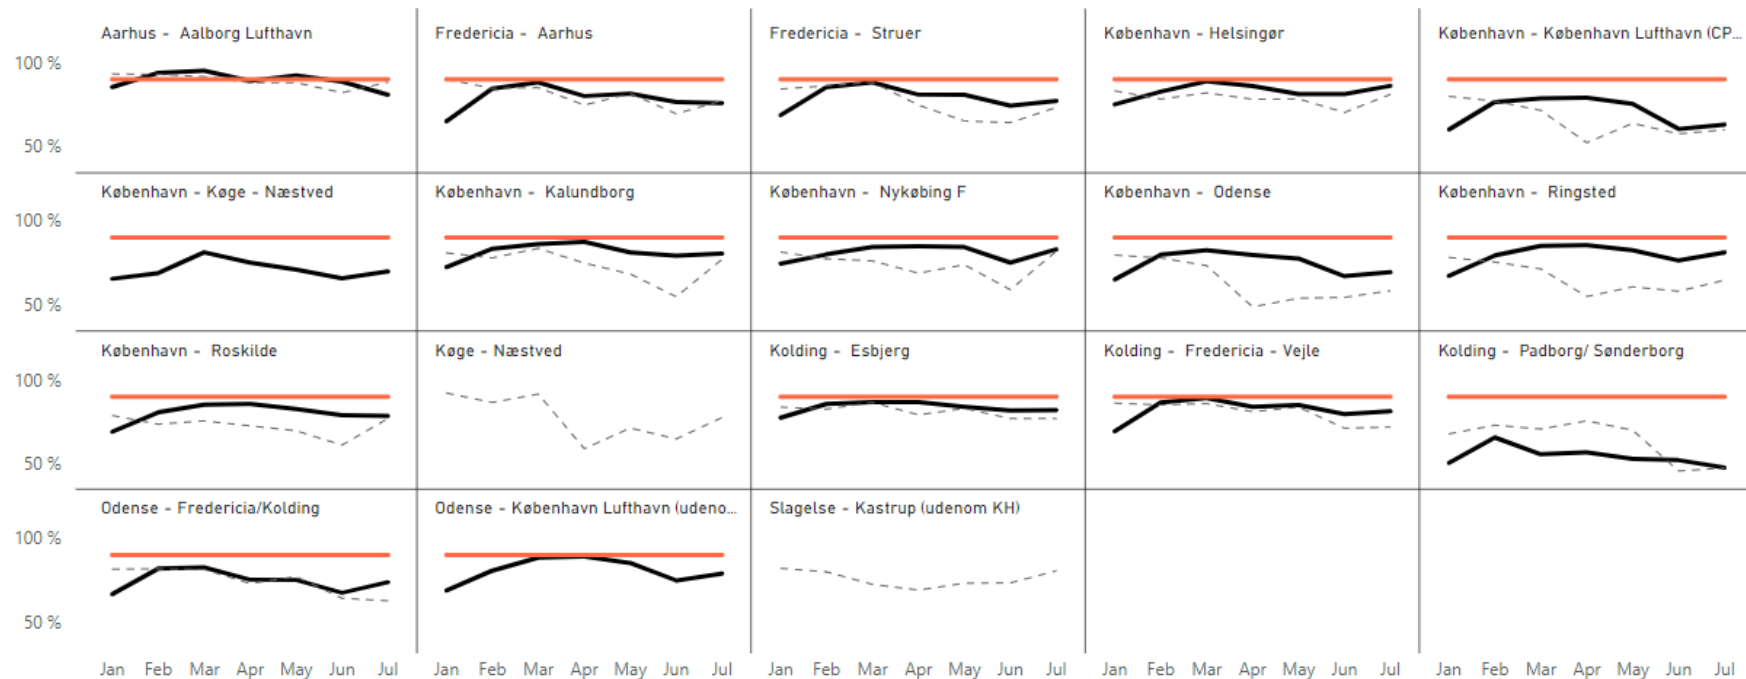 Aarhus - Aalborg Lufthavn
Fredericia - Aarhus
Fredericia - Struer
København - Helsingør
København - København Lufthavn (CP...
100 %
50 %
København - Køge - Næstved
København - Kalundborg
København - Nykøbing F
København - Odense
København - Ringsted
100 %
50 %
København - Roskilde
Køge - Næstved
Kolding - Esbjerg
Kolding - Fredericia - Vejle
Kolding - Padborg/ Sønderborg
100 %
50 %
Odense - Fredericia/Kolding
Odense - København Lufthavn (udeno...
Slagelse - Kastrup (udenom KH)
100 %
50 %
Jan Feb Mar Apr May Jun Jul
Jan Feb Mar Apr May Jun Jul
Jan Feb Mar Apr May Jun Jul
Jan Feb Mar Apr May Jun Jul
Jan Feb Mar Apr May Jun Jul